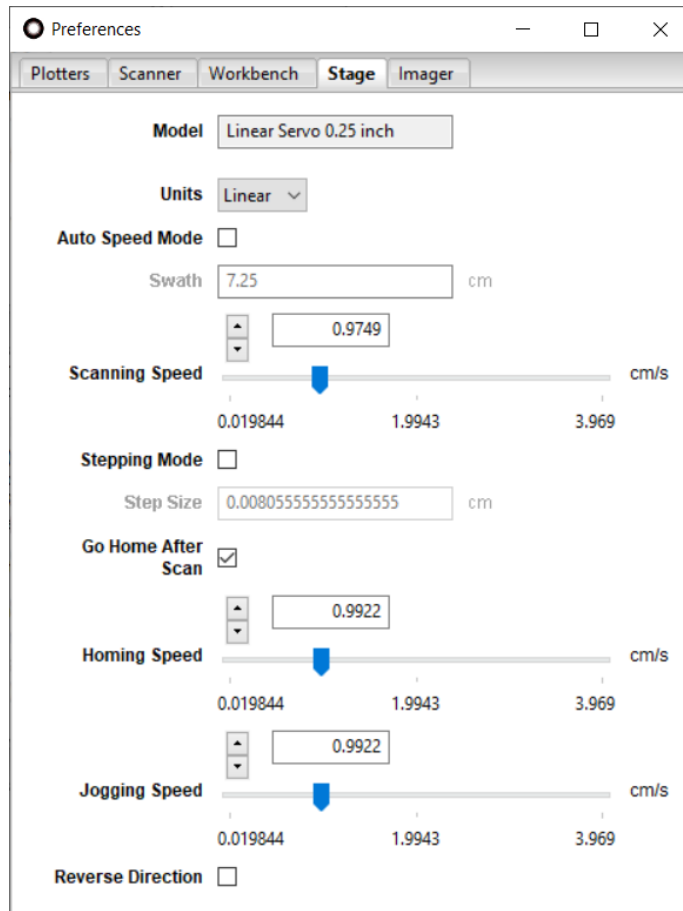 Preferences
Plotters Scanner Workbench Stage Imager
Model Linear Servo 0.25 inch
Units Linear
Auto Speed Mode
Swath 7.25 cm
0.9749
Scanning Speed cm/s
0.019844 1.9943 3.969
Stepping Mode
Step Size 0.008055555555555555 cm
Go Home After
Scan
0.9922
Homing Speed cm/s
0.019844 1.9943 3.969
0.9922
Jogging Speed cm/s
0.019844 1.9943 3.969
Reverse Direction